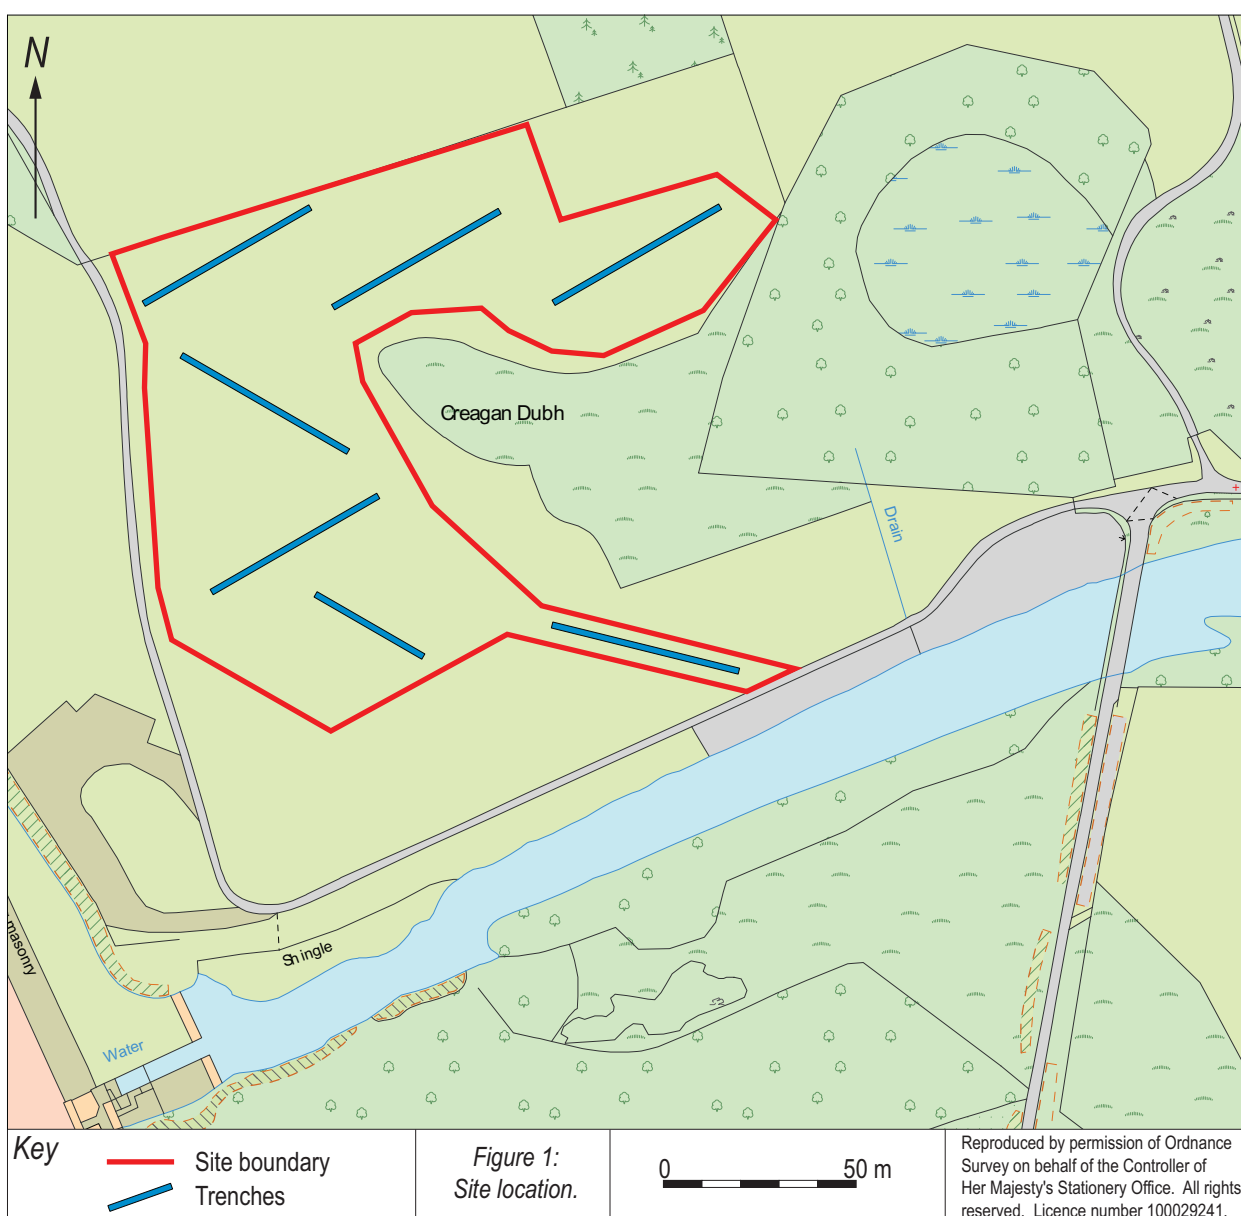 N
Creagan Dubh
Drain
masonry
Shingle
Water
Key
Site boundary
Trenches
Figure 1:
Site location.
0 50 m
Reproduced by permission of Ordnance
Survey on behalf of the Controller of
Her Majesty's Stationery Office. All rights
reserved. Licence number 100029241.